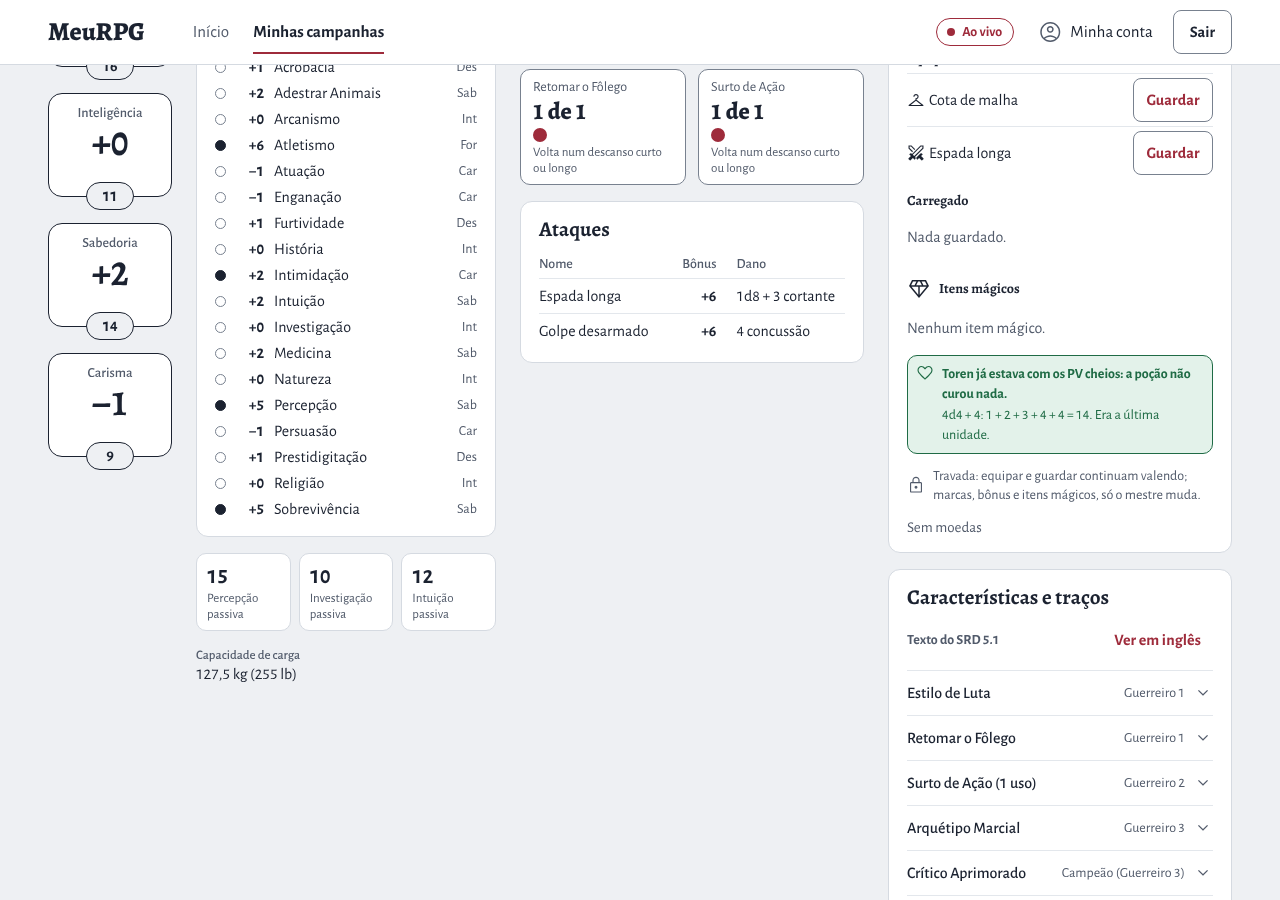 MeuRPG
Início
Minhas campanhas
Ao vivo
Minha conta
Sair
16
Inteligência
+0
11
Sabedoria
+2
14
Carisma
−1
9
+1 Acrobacia Des
+2 Adestrar Animais Sab
+0 Arcanismo Int
+6 Atletismo For
−1 Atuação Car
−1 Enganação Car
+1 Furtividade Des
+0 História Int
+2 Intimidação Car
+2 Intuição Sab
+0 Investigação Int
+2 Medicina Sab
+0 Natureza Int
+5 Percepção Sab
−1 Persuasão Car
+1 Prestidigitação Des
+0 Religião Int
+5 Sobrevivência Sab
15
Percepção
passiva
10
Investigação
passiva
12
Intuição
passiva
Capacidade de carga
127,5 kg (255 lb)
Retomar o Fôlego
1 de 1
Volta num descanso curto
ou longo
Surto de Ação
1 de 1
Volta num descanso curto
ou longo
Ataques
Nome Bônus Dano
Espada longa +6 1d8 + 3 cortante
Golpe desarmado +6 4 concussão
Cota de malha Guardar
Espada longa Guardar
Carregado
Nada guardado.
Itens mágicos
Nenhum item mágico.
Toren já estava com os PV cheios: a poção não
curou nada.
4d4 + 4: 1 + 2 + 3 + 4 + 4 = 14. Era a última
unidade.
Travada: equipar e guardar continuam valendo;
marcas, bônus e itens mágicos, só o mestre muda.
Sem moedas
Características e traços
Texto do SRD 5.1 Ver em inglês
Estilo de Luta Guerreiro 1
Retomar o Fôlego Guerreiro 1
Surto de Ação (1 uso) Guerreiro 2
Arquétipo Marcial Guerreiro 3
Crítico Aprimorado Campeão (Guerreiro 3)